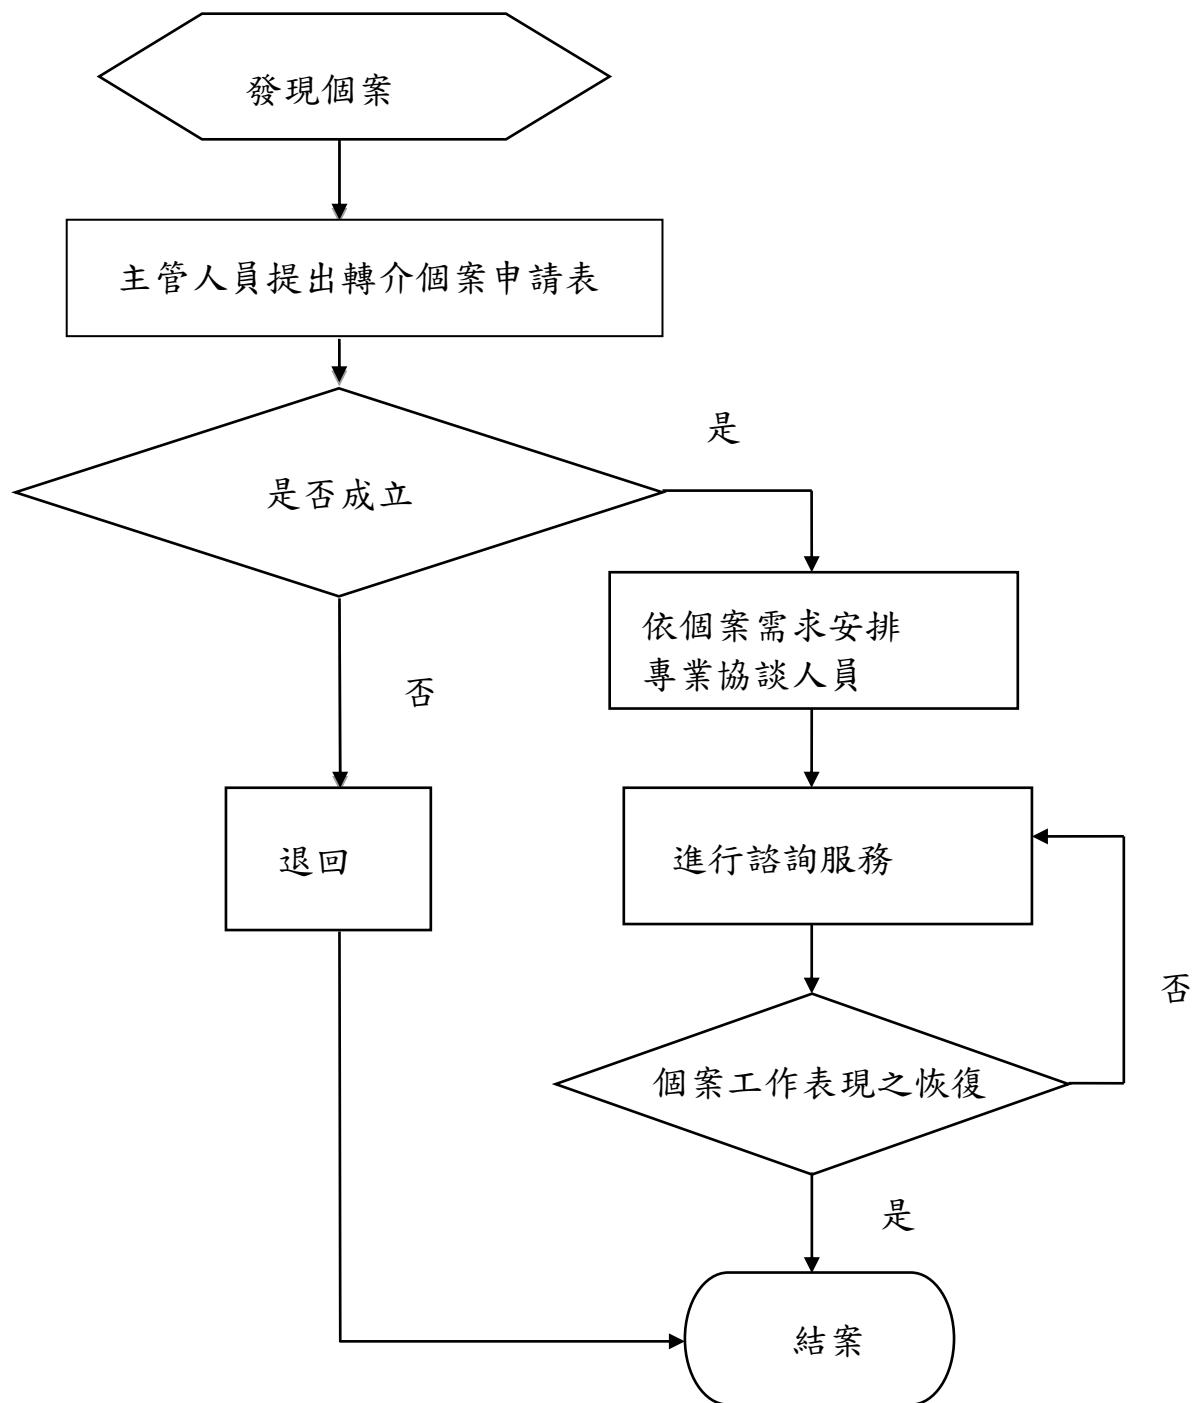 發現個案
主管人員提出轉介個案申請表
是
是否成立
依個案需求安排
專業協談人員
否
退回
進行諮詢服務
否
個案工作表現之恢復
是
結案